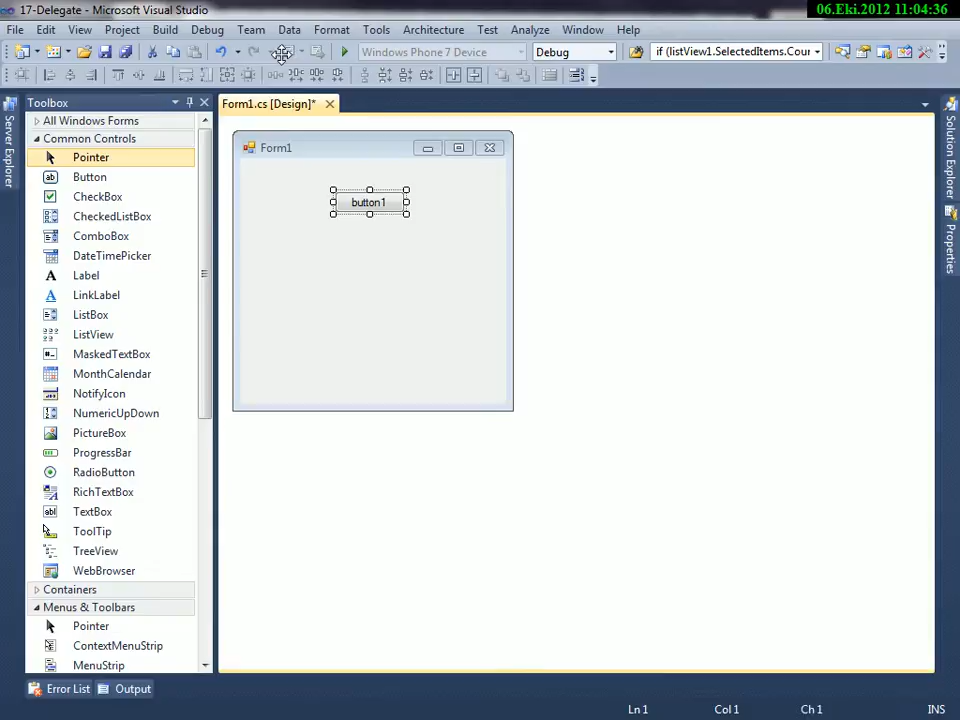 17-Delegate - Microsoft Visual Studio
06.Eki.2012 11:04:36
File Edit View Project Build Debug Team Data Format Tools Architecture Test Analyze Window Help
Windows Phone 7 Device Debug if (listView1.SelectedItems.Cour
Server Explorer
Toolbox
All Windows Forms
Common Controls
Pointer
Button
CheckBox
CheckedListBox
ComboBox
DateTimePicker
Label
LinkLabel
ListBox
ListView
MaskedTextBox
MonthCalendar
NotifyIcon
NumericUpDown
PictureBox
ProgressBar
RadioButton
RichTextBox
TextBox
ToolTip
TreeView
WebBrowser
Containers
Menus & Toolbars
Pointer
ContextMenuStrip
MenuStrip
Form1.cs [Design]*
Form1
button1
Solution Explorer
Properties
Error List Output
Ln 1 Col 1 Ch 1 INS